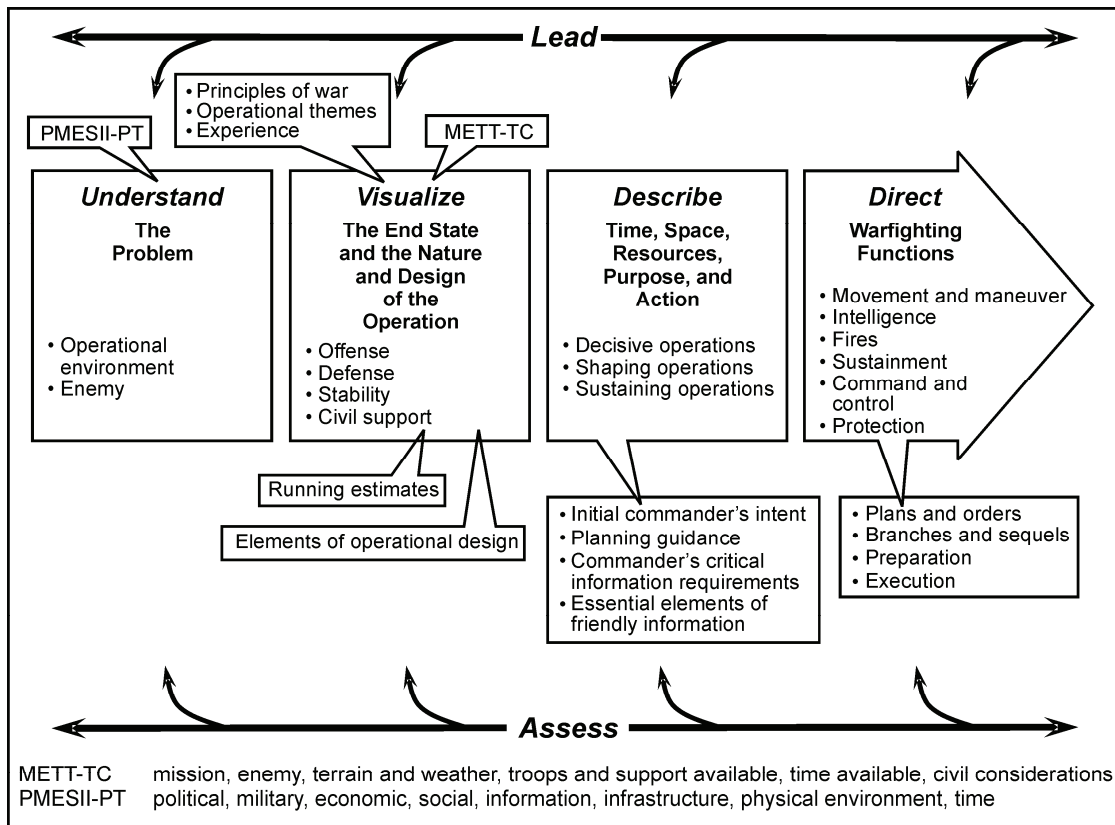 Lead
• Principles of war
• Operational themes
• Experience
PMESII-PT
METT-TC
Understand
The
Problem
• Operational
environment
• Enemy
Visualize
The End State
and the Nature
and Design
of the
Operation
• Offense
• Defense
• Stability
• Civil support
Running estimates
Elements of operational design
Describe
Time, Space,
Resources,
Purpose, and
Action
• Decisive operations
• Shaping operations
• Sustaining operations
• Initial commander’s intent
• Planning guidance
• Commander’s critical
information requirements
• Essential elements of
friendly information
Direct
Warfighting
Functions
• Movement and maneuver
• Intelligence
• Fires
• Sustainment
• Command and
control
• Protection
• Plans and orders
• Branches and sequels
• Preparation
• Execution
Assess
METT-TC mission, enemy, terrain and weather, troops and support available, time available, civil considerations
PMESII-PT political, military, economic, social, information, infrastructure, physical environment, time